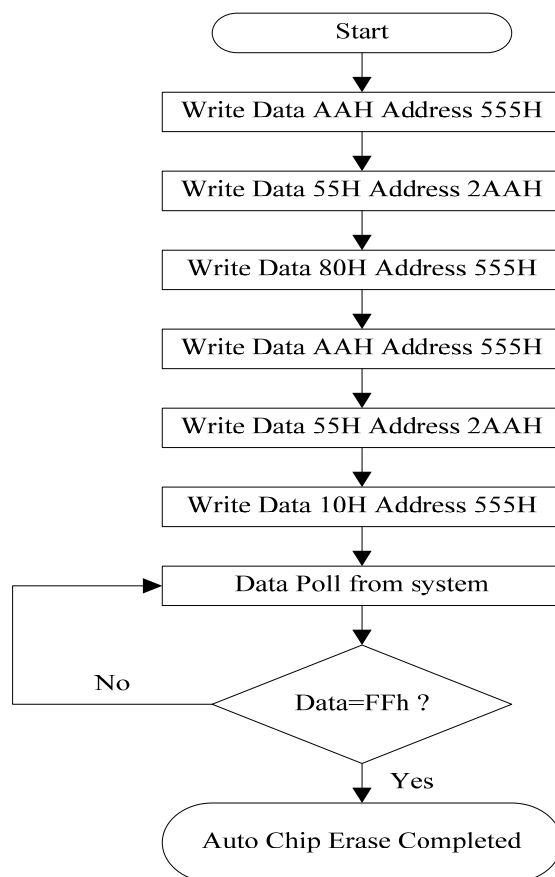 Start
Write Data AAH Address 555H
Write Data 55H Address 2AAH
Write Data 80H Address 555H
Write Data AAH Address 555H
Write Data 55H Address 2AAH
Write Data 10H Address 555H
Data Poll from system
No
Data=FFh ?
Yes
Auto Chip Erase Completed